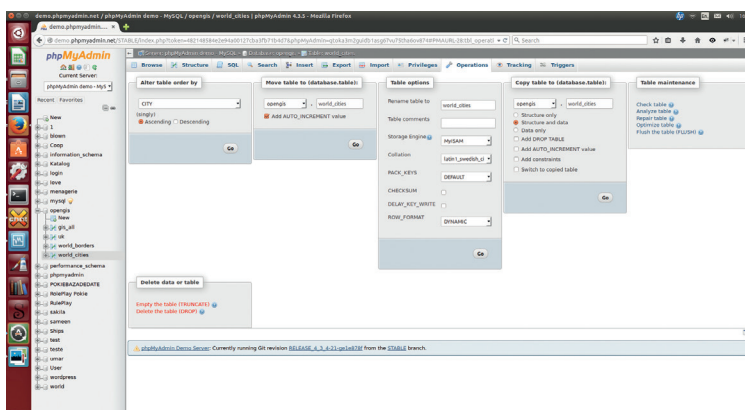 demo.phpmyadmin.net / phpMyAdmin demo - MySQL / opengis / world_cities | phpMyAdmin 4.3.5 - Mozilla Firefox
demo.phpmyadmin....
Search
phpMyAdmin
Current Server:
phpMyAdmin demo - MyS
Recent Favorites
New
1
blown
Coop
information_schema
Katalog
login
love
menagerie
mysql
opengis
New
gis_all
uk
world_borders
world_cities
performance_schema
phpmyadmin
POKIEBAZADEDATE
RolePlay Pokie
RulePlay
sakila
sameen
Ships
test
teste
umar
User
wordpress
world
Browse Structure SQL Search Insert Export Import Privileges Operations Tracking Triggers
Alter table order by
CITY
(singly)
Ascending Descending
Go
Move table to (database.table):
opengis . world_cities
Add AUTO_INCREMENT value
Go
Table options
Rename table to world_cities
Table comments
Storage Engine MyISAM
Collation latin1_swedish_ci
PACK_KEYS DEFAULT
CHECKSUM
DELAY_KEY_WRITE
ROW_FORMAT DYNAMIC
Go
Copy table to (database.table):
opengis . world_cities
Structure only
Structure and data
Data only
Add DROP TABLE
Add AUTO_INCREMENT value
Add constraints
Switch to copied table
Go
Table maintenance
Check table
Analyze table
Repair table
Optimize table
Flush the table (FLUSH)
Delete data or table
Empty the table (TRUNCATE)
Delete the table (DROP)
phpMyAdmin Demo Server: Currently running Git revision RELEASE_4_3_4-21-ge1e878f from the STABLE branch.